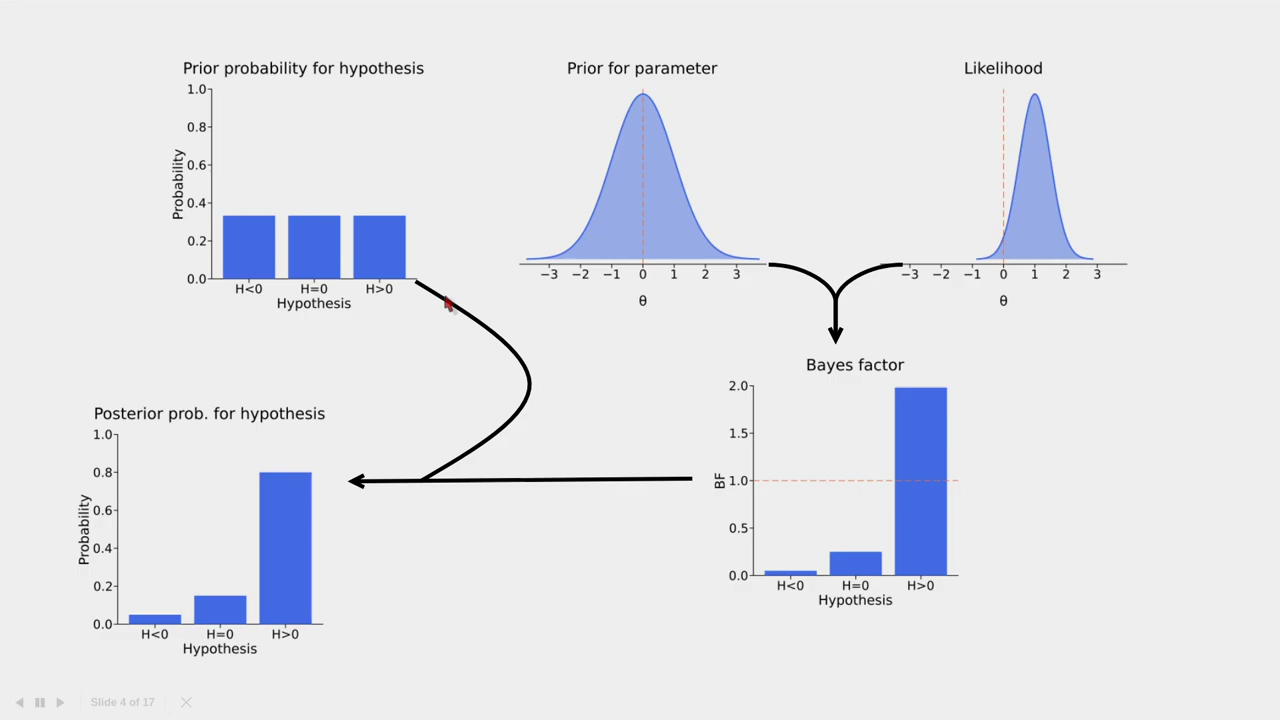 Prior probability for hypothesis
1.0
0.8
0.6
0.4
0.2
0.0
Probability
H<0 H=0 H>0
Hypothesis
Prior for parameter
−3 −2 −1 0 1 2 3
θ
Likelihood
−3 −2 −1 0 1 2 3
θ
Bayes factor
2.0
1.5
1.0
0.5
0.0
BF
H<0 H=0 H>0
Hypothesis
Posterior prob. for hypothesis
1.0
0.8
0.6
0.4
0.2
0.0
Probability
H<0 H=0 H>0
Hypothesis
Slide 4 of 17